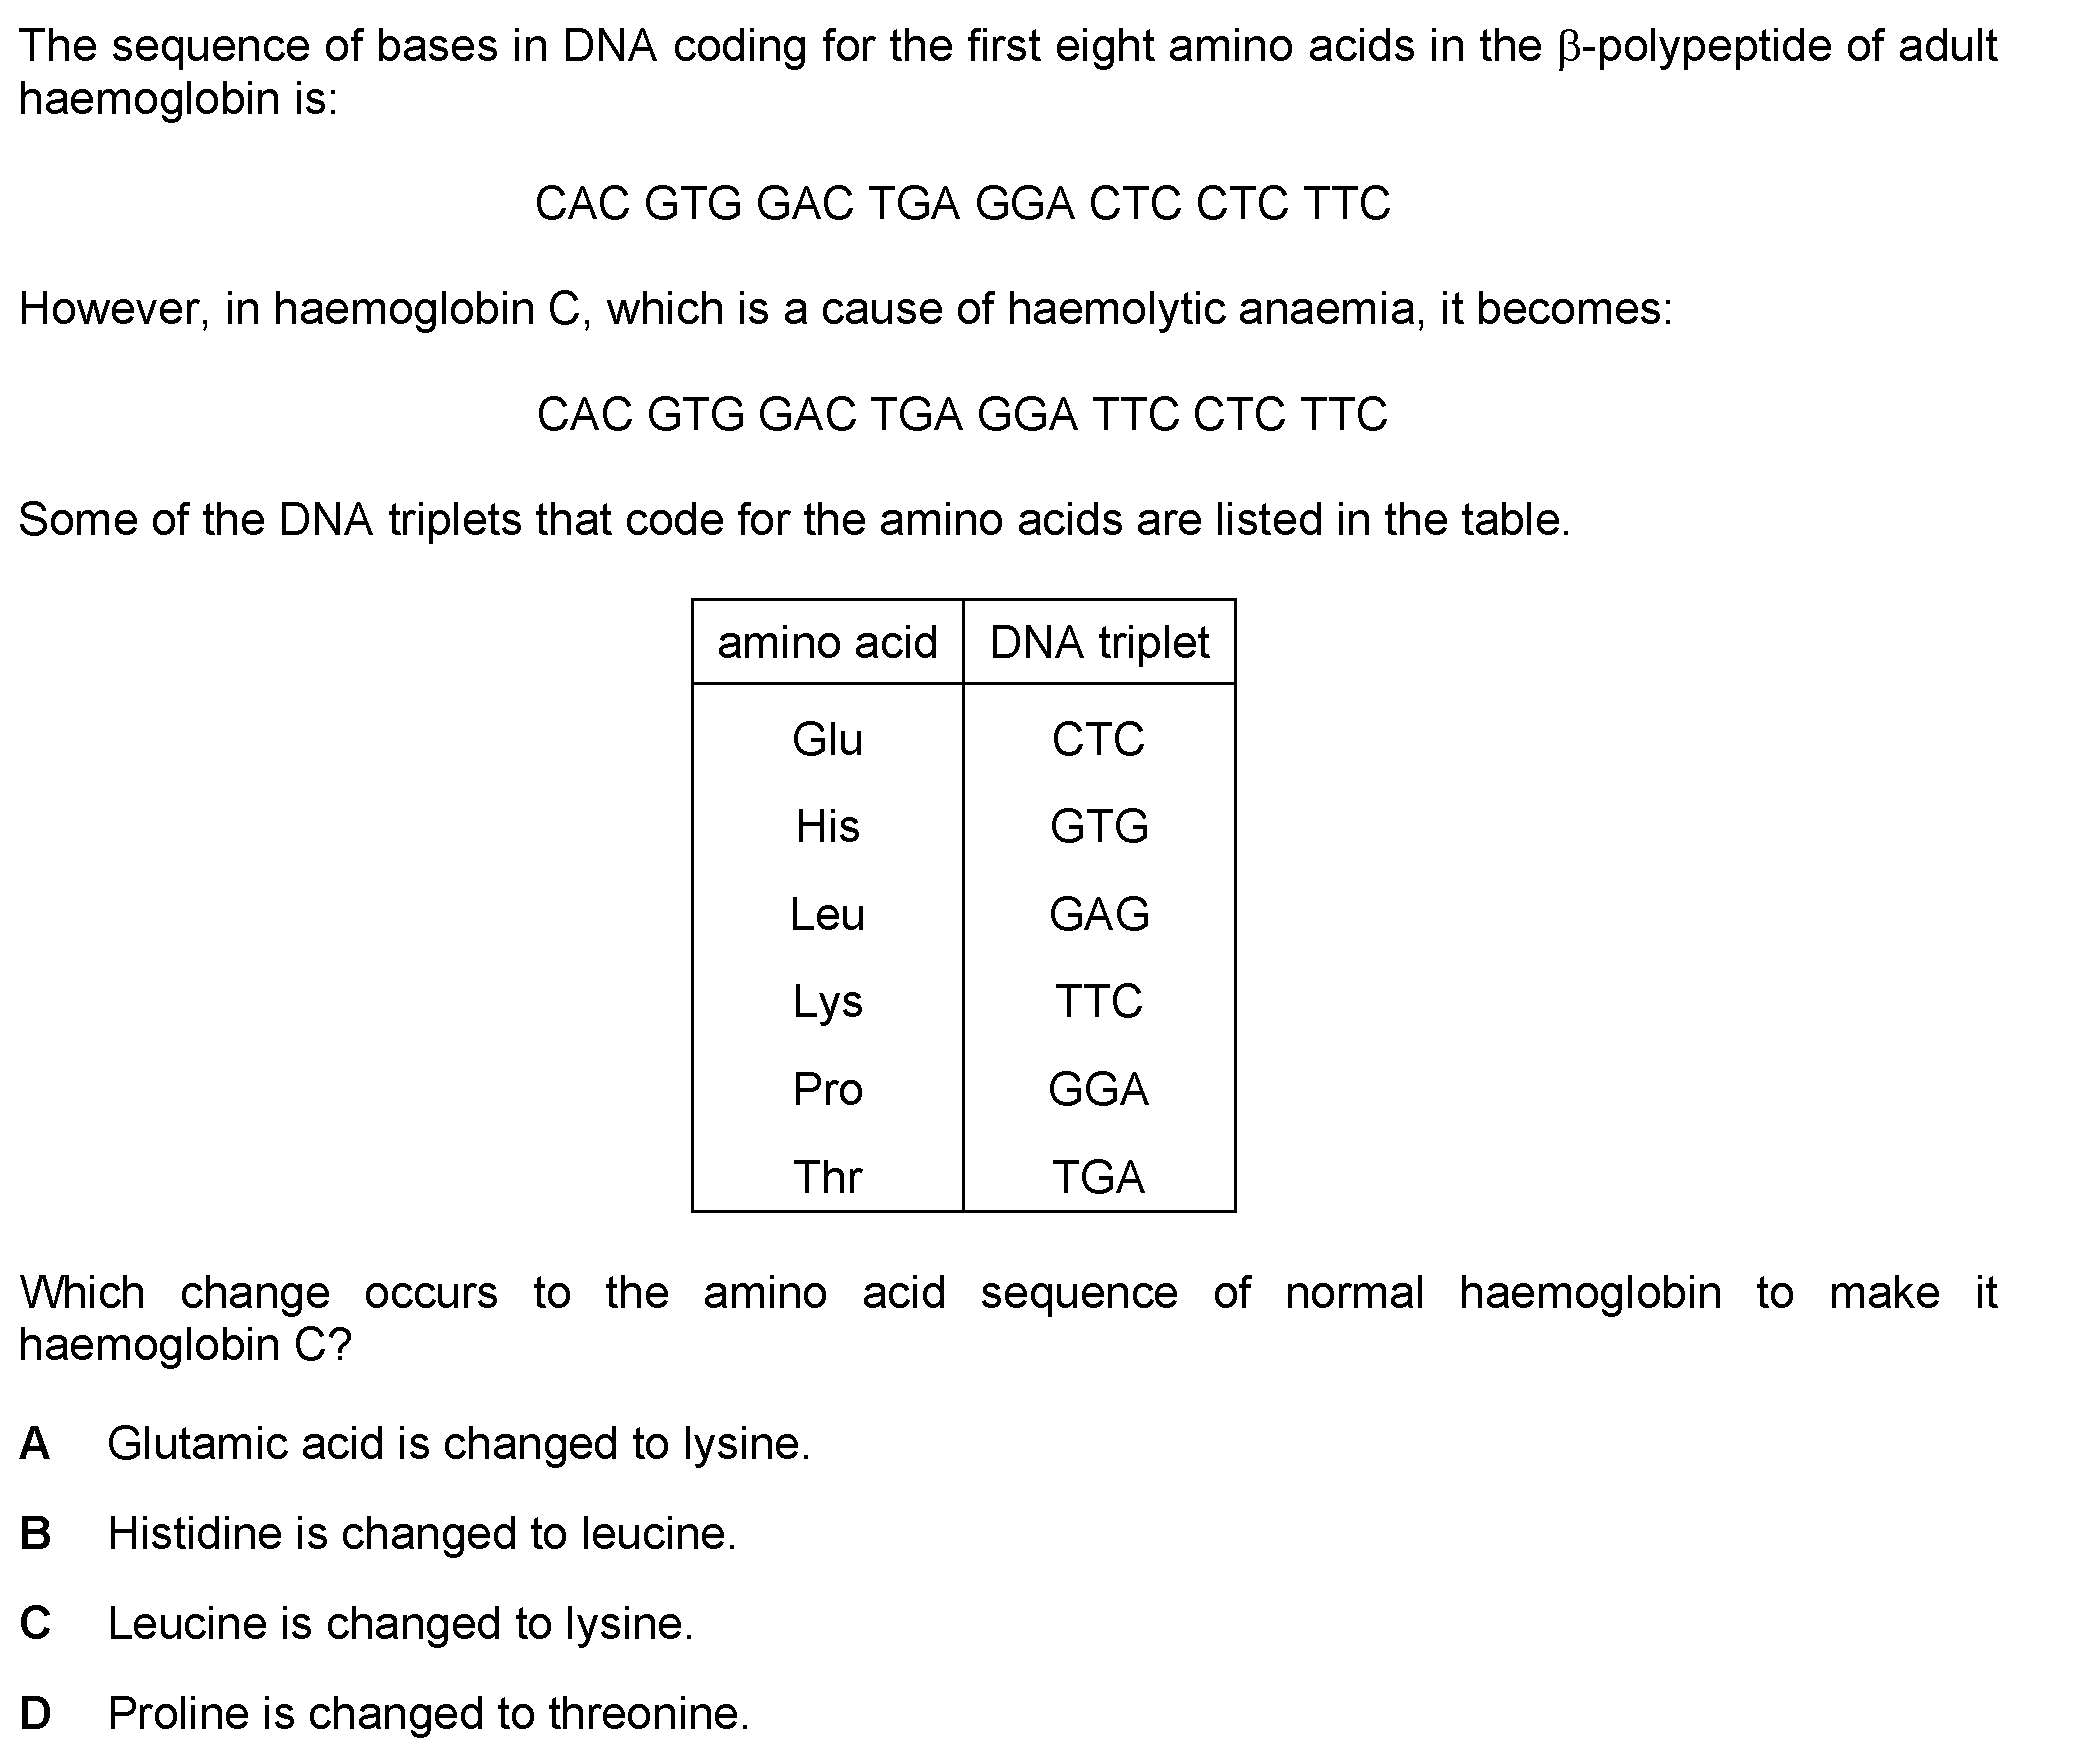 The sequence of bases in DNA coding for the first eight amino acids in the β-polypeptide of adult
haemoglobin is:
CAC GTG GAC TGA GGA CTC CTC TTC
However, in haemoglobin C, which is a cause of haemolytic anaemia, it becomes:
CAC GTG GAC TGA GGA TTC CTC TTC
Some of the DNA triplets that code for the amino acids are listed in the table.
amino acid DNA triplet
Glu CTC
His GTG
Leu GAG
Lys TTC
Pro GGA
Thr TGA
Which change occurs to the amino acid sequence of normal haemoglobin to make it
haemoglobin C?
A Glutamic acid is changed to lysine.
B Histidine is changed to leucine.
C Leucine is changed to lysine.
D Proline is changed to threonine.